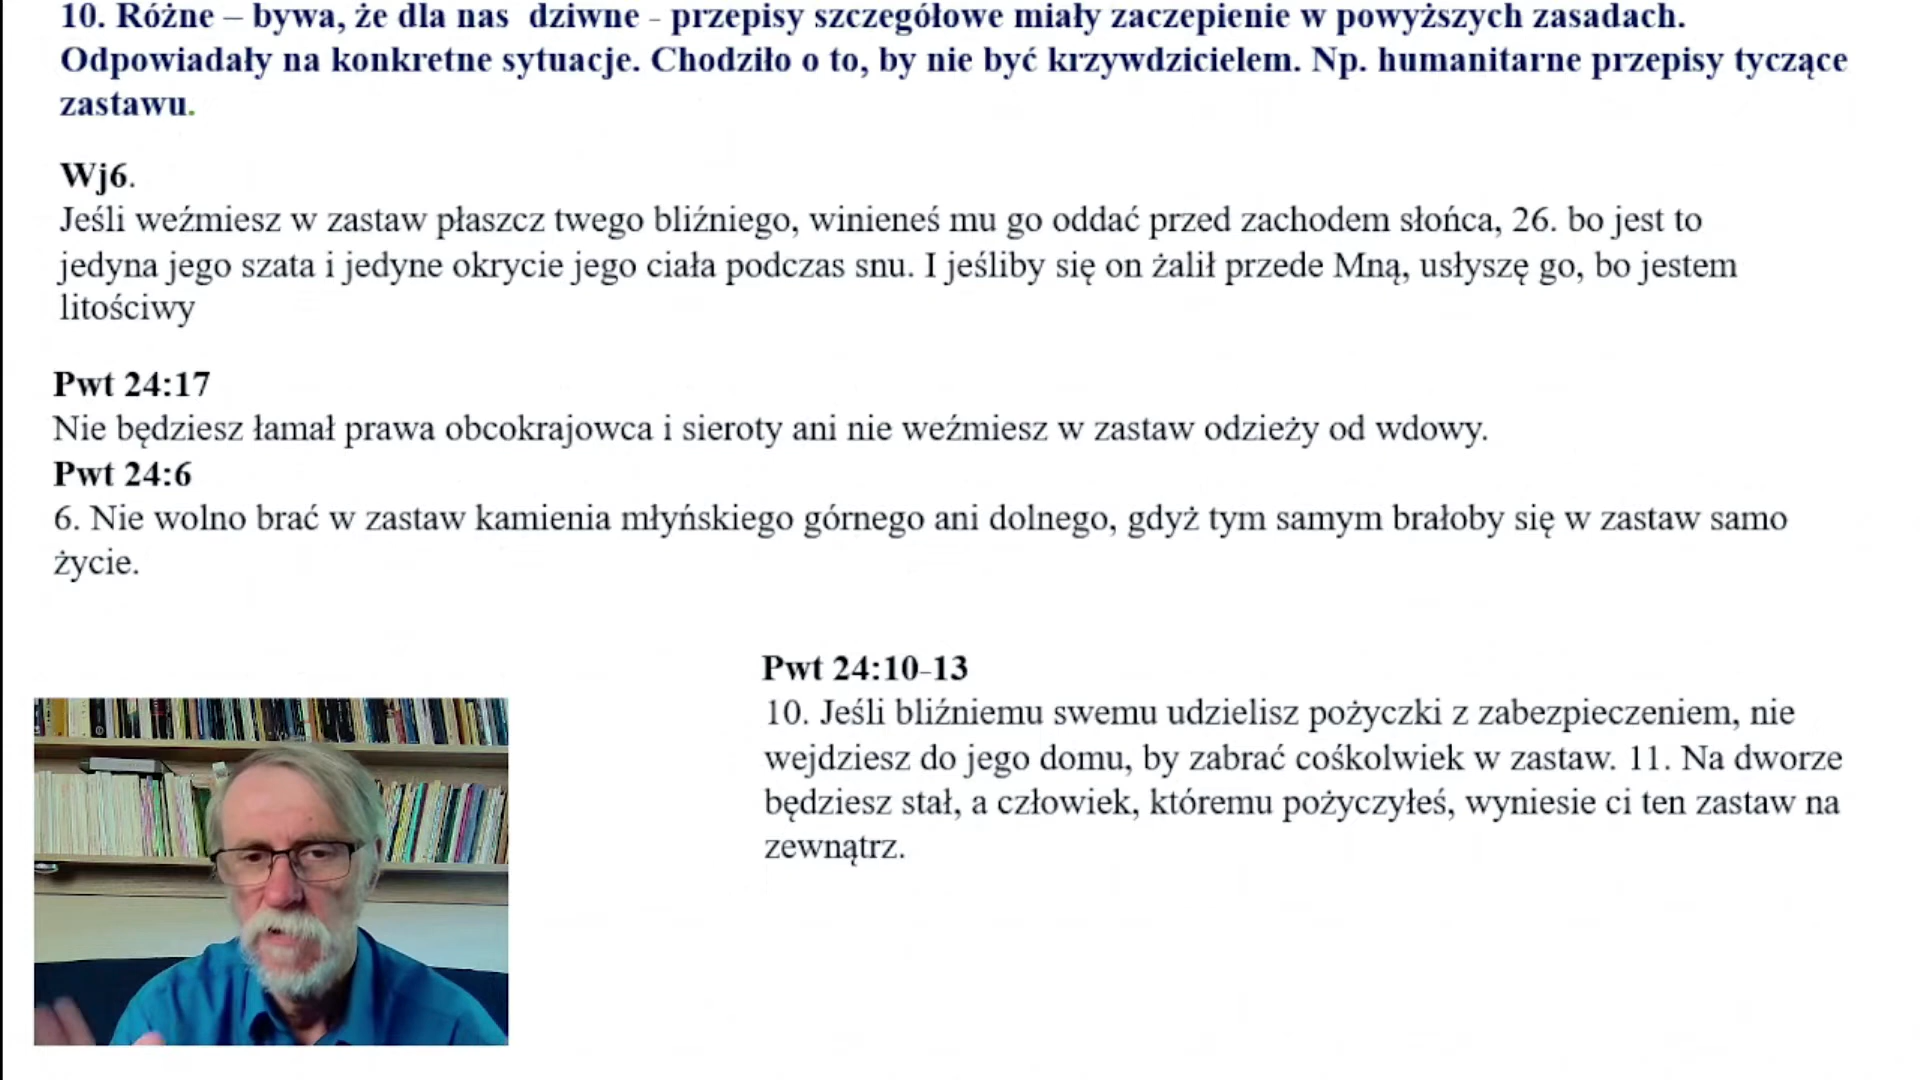 10. Różne – bywa, że dla nas dziwne - przepisy szczegółowe miały zaczepienie w powyższych zasadach.
Odpowiadały na konkretne sytuacje. Chodziło o to, by nie być krzywdzicielem. Np. humanitarne przepisy tyczące
zastawu.
Wj6.
Jeśli weźmiesz w zastaw płaszcz twego bliźniego, winieneś mu go oddać przed zachodem słońca, 26. bo jest to
jedyna jego szata i jedyne okrycie jego ciała podczas snu. I jeśliby się on żalił przede Mną, usłyszę go, bo jestem
litościwy
Pwt 24:17
Nie będziesz łamał prawa obcokrajowca i sieroty ani nie weźmiesz w zastaw odzieży od wdowy.
Pwt 24:6
6. Nie wolno brać w zastaw kamienia młyńskiego górnego ani dolnego, gdyż tym samym brałoby się w zastaw samo
życie.
Pwt 24:10-13
10. Jeśli bliźniemu swemu udzielisz pożyczki z zabezpieczeniem, nie
wejdziesz do jego domu, by zabrać cośkolwiek w zastaw. 11. Na dworze
będziesz stał, a człowiek, któremu pożyczyłeś, wyniesie ci ten zastaw na
zewnątrz.